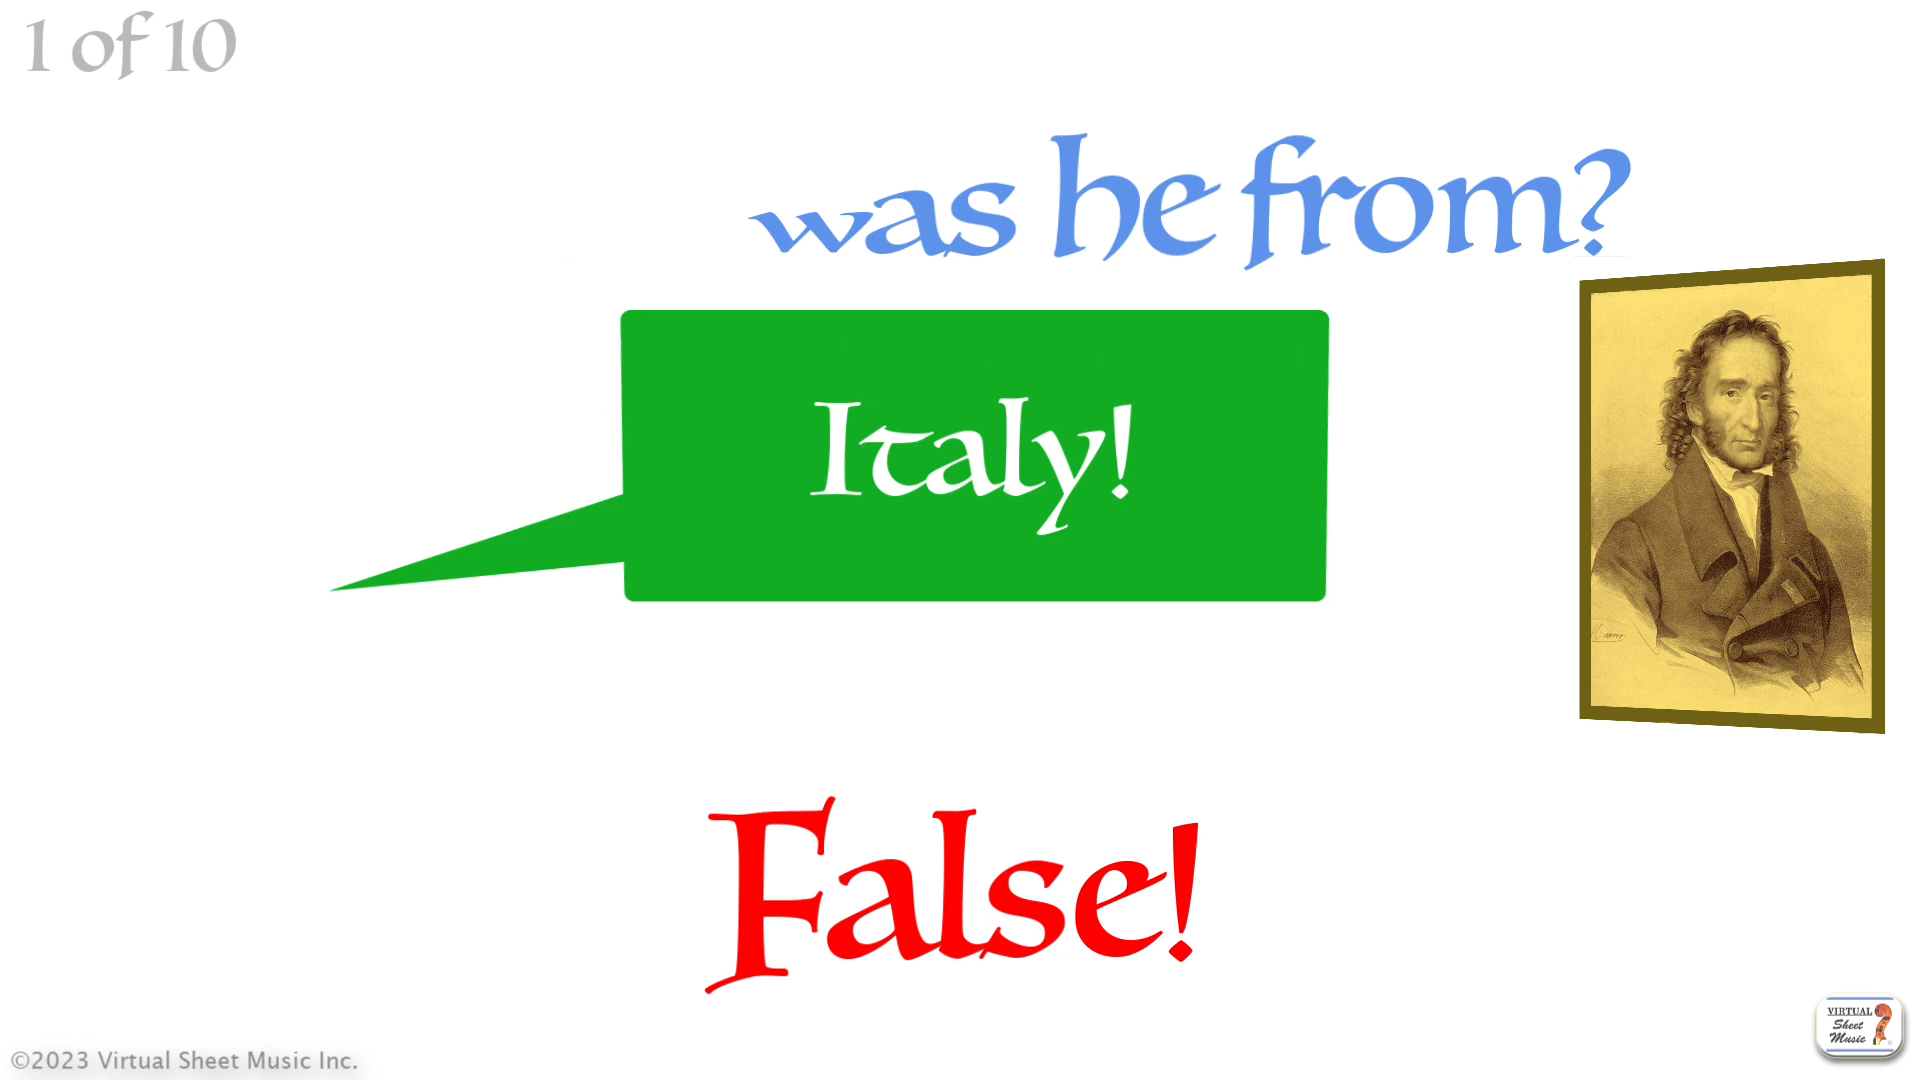 1 of 10
was he from?
Italy!
False!
©2023 Virtual Sheet Music Inc.
VIRTUAL
Sheet
Music